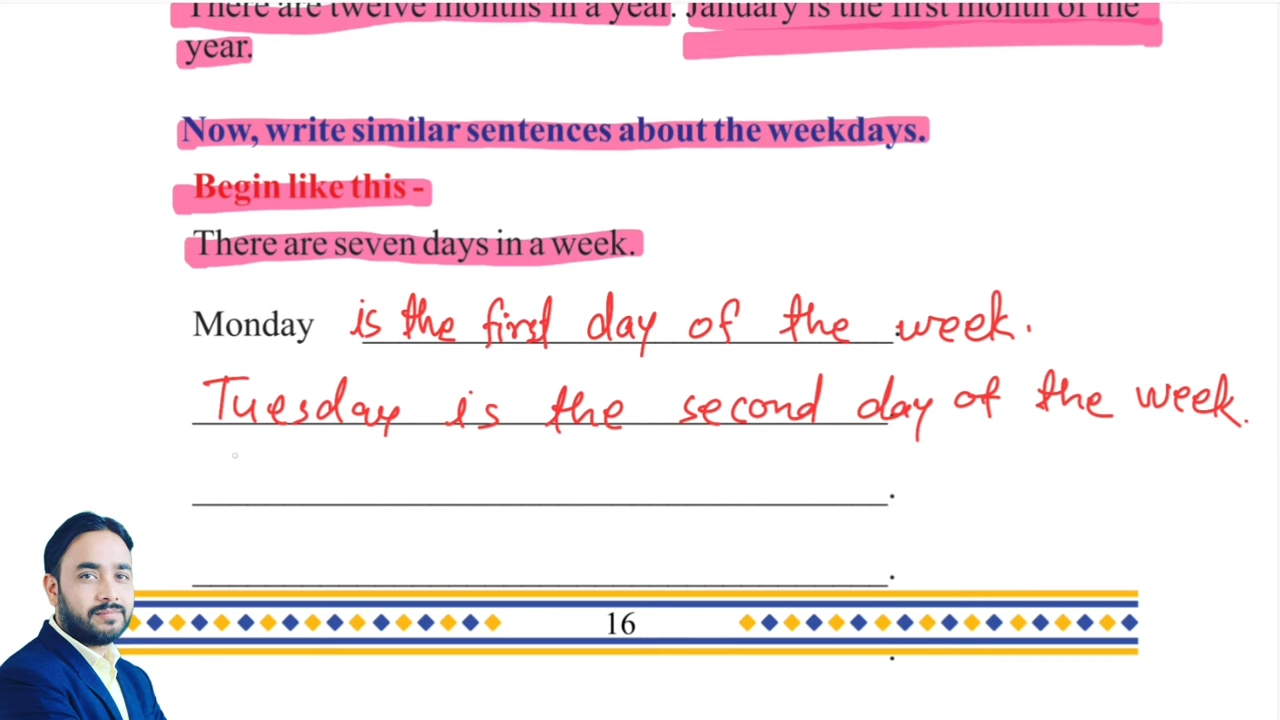 There are twelve months in a year. January is the first month of the
year.
Now, write similar sentences about the weekdays.
Begin like this -
There are seven days in a week.
Monday is the first day of the week.
Tuesday is the second day of the week.
16